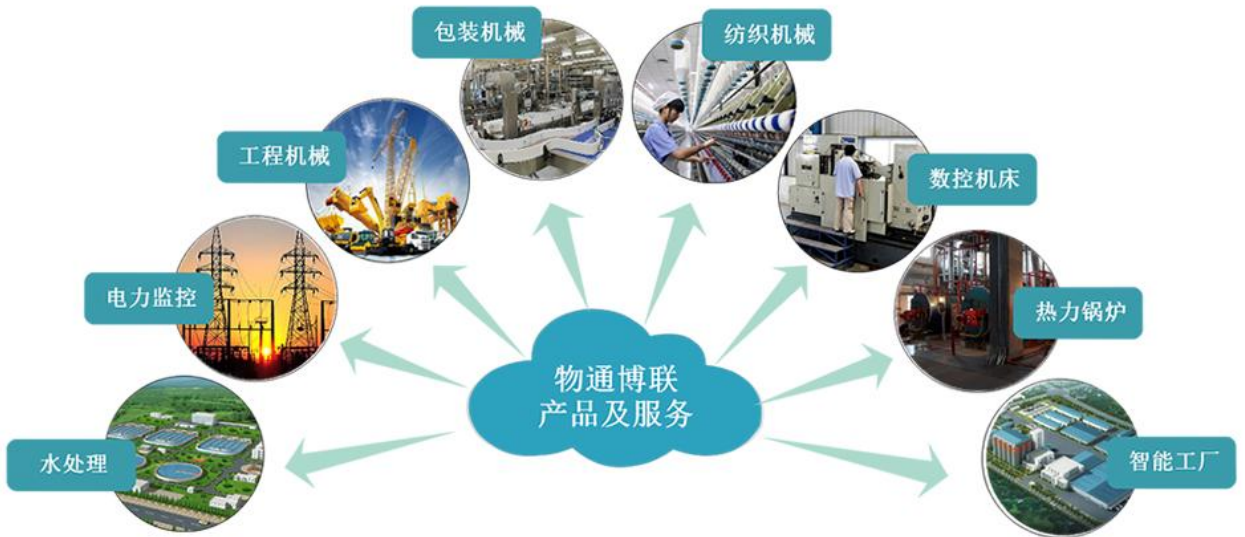 包装机械
纺织机械
工程机械
数控机床
电力监控
热力锅炉
物通博联
产品及服务
水处理
智能工厂